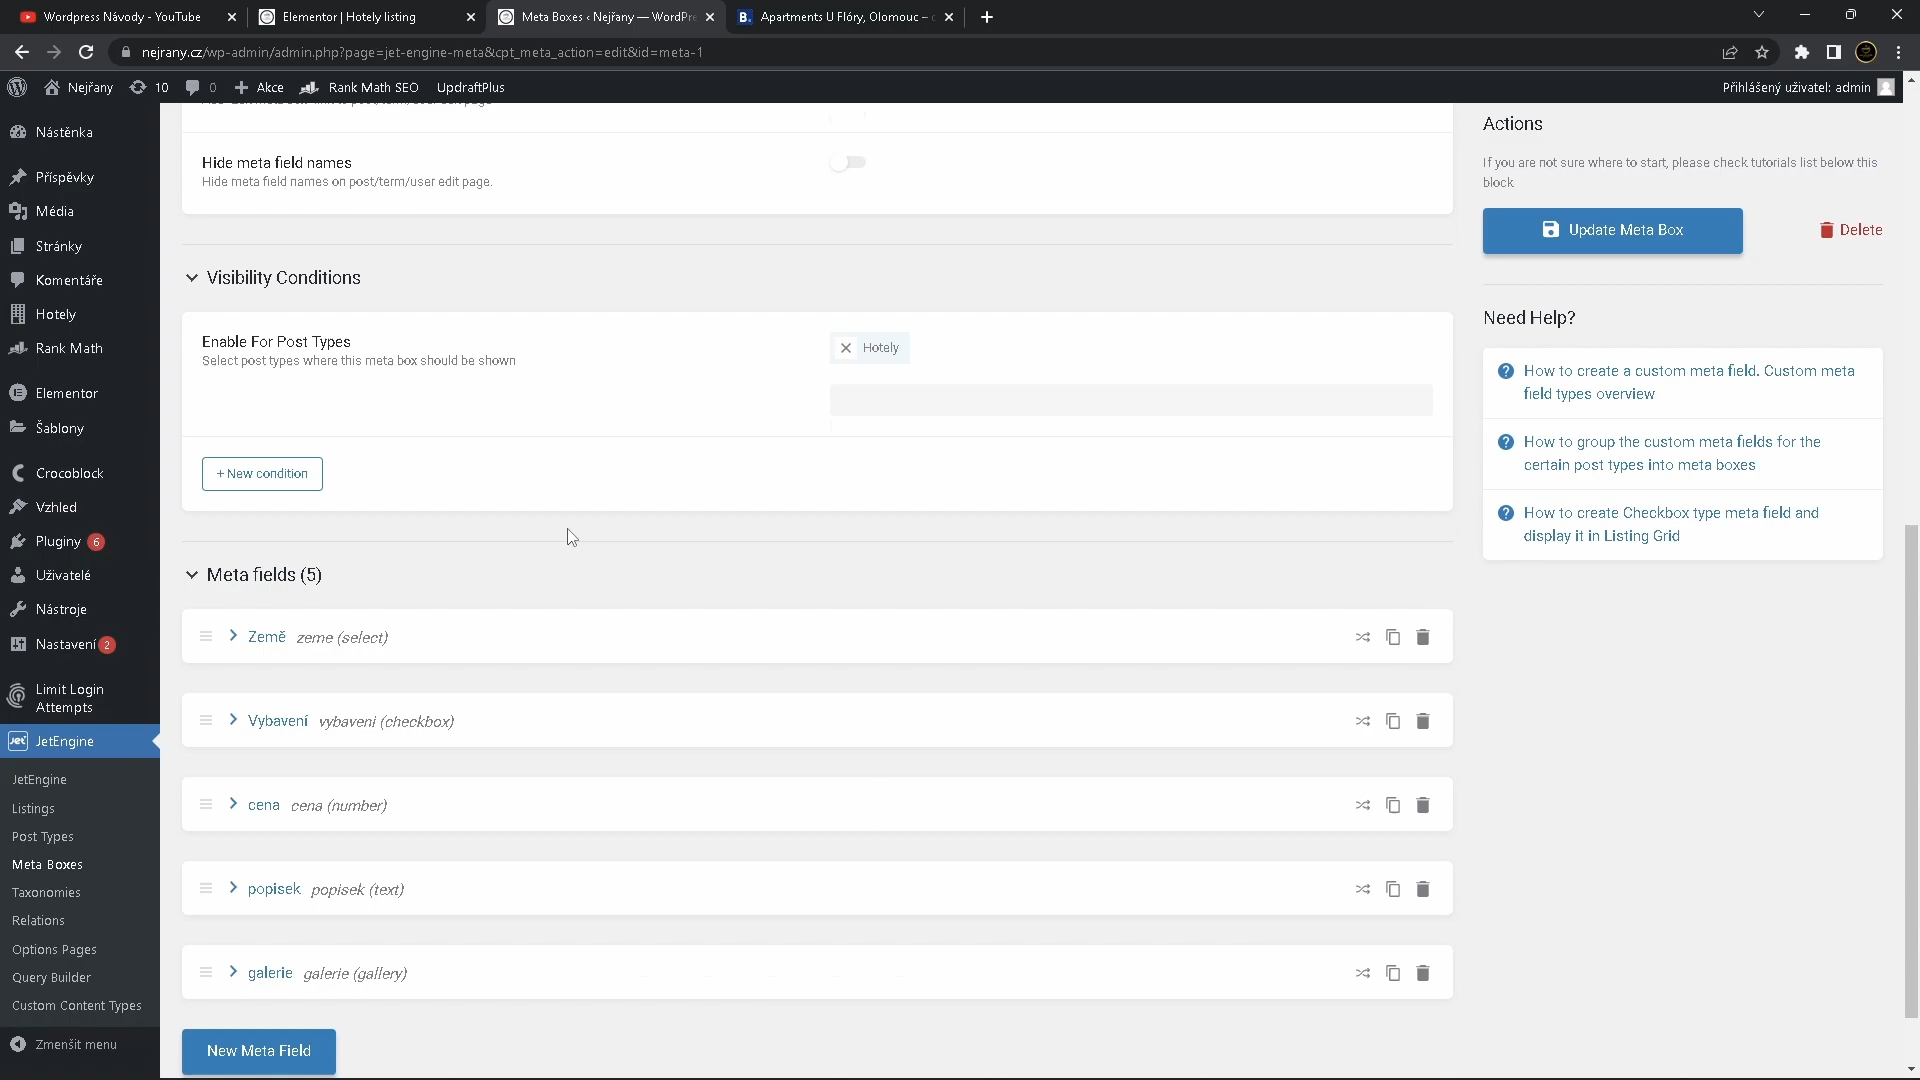 Wordpress Návody - YouTube
Elementor | Hotely listing
Meta Boxes ‹ Nejřany — WordPre
Apartments U Flóry, Olomouc –
nejrany.cz/wp-admin/admin.php?page=jet-engine-meta&cpt_meta_action=edit&id=meta-1
Nejřany
10
0
Akce
Rank Math SEO
UpdraftPlus
Přihlášený uživatel: admin
Nástěnka
Příspěvky
Média
Stránky
Komentáře
Hotely
Rank Math
Elementor
Šablony
Crocoblock
Vzhled
Pluginy 6
Uživatelé
Nástroje
Nastavení 2
Limit Login
Attempts
JetEngine
JetEngine
Listings
Post Types
Meta Boxes
Taxonomies
Relations
Options Pages
Query Builder
Custom Content Types
Zmenšit menu
Hide meta field names
Hide meta field names on post/term/user edit page.
Visibility Conditions
Enable For Post Types
Select post types where this meta box should be shown
Hotely
+ New condition
Meta fields (5)
Země zeme (select)
Vybavení vybaveni (checkbox)
cena cena (number)
popisek popisek (text)
galerie galerie (gallery)
New Meta Field
Actions
If you are not sure where to start, please check tutorials list below this
block
Update Meta Box
Delete
Need Help?
How to create a custom meta field. Custom meta
field types overview
How to group the custom meta fields for the
certain post types into meta boxes
How to create Checkbox type meta field and
display it in Listing Grid